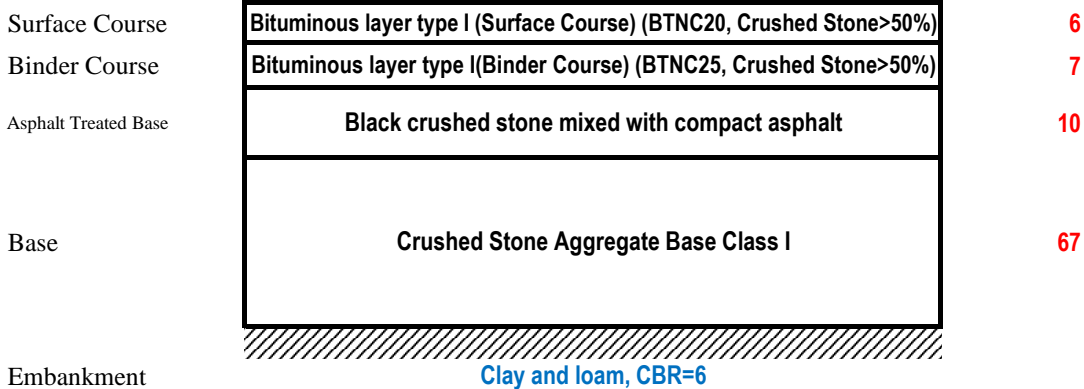 Surface Course Bituminous layer type I (Surface Course) (BTNC20, Crushed Stone>50%) 6
Binder Course Bituminous layer type I(Binder Course) (BTNC25, Crushed Stone>50%) 7
Asphalt Treated Base Black crushed stone mixed with compact asphalt 10
Base Crushed Stone Aggregate Base Class I 67
Embankment Clay and loam, CBR=6